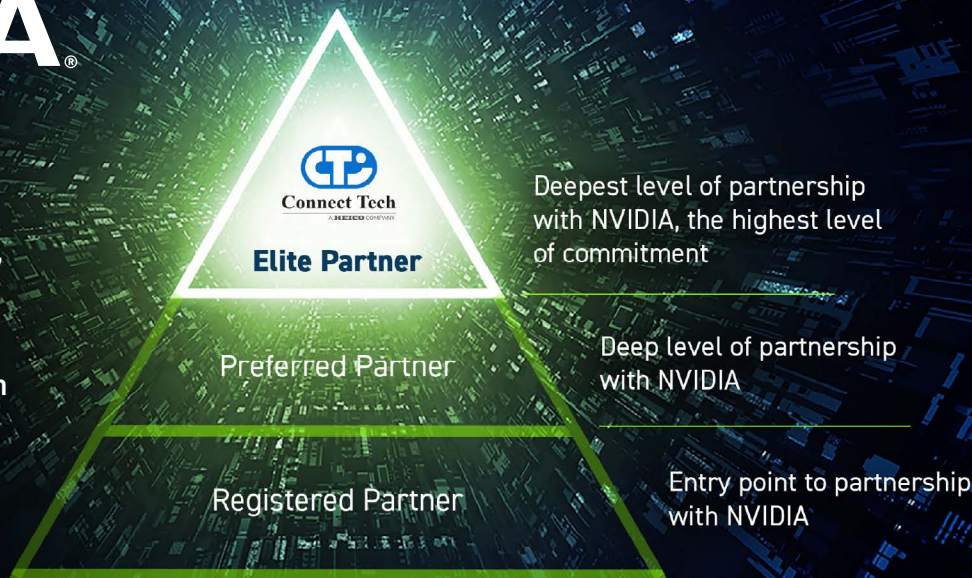 A®
CTi
Connect Tech
A HEICO COMPANY
Elite Partner
Deepest level of partnership
with NVIDIA, the highest level
of commitment
Preferred Partner
Deep level of partnership
with NVIDIA
Registered Partner
Entry point to partnership
with NVIDIA